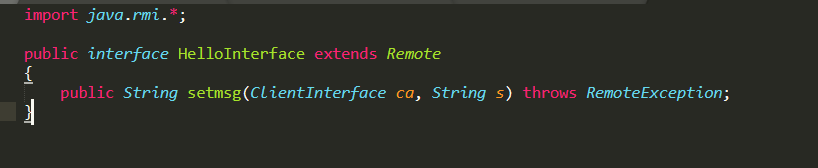 import java.rmi.*;
public interface HelloInterface extends Remote
{
public String setmsg(ClientInterface ca, String s) throws RemoteException;
}